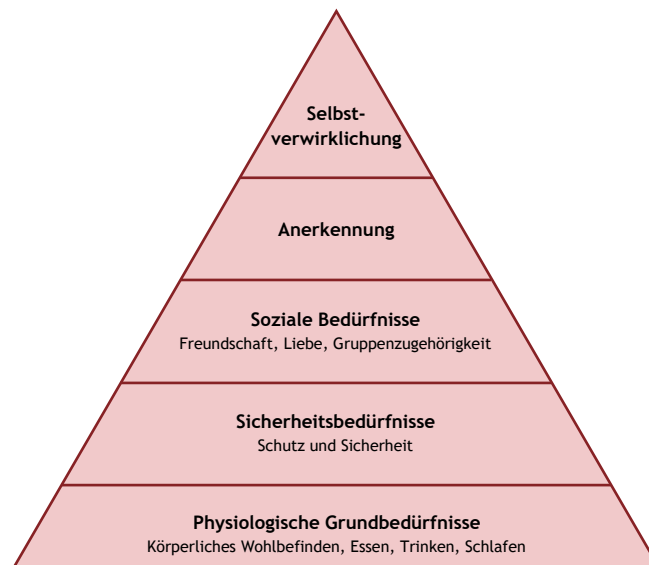 Selbst-
verwirklichung
Anerkennung
Soziale Bedürfnisse
Freundschaft, Liebe, Gruppenzugehörigkeit
Sicherheitsbedürfnisse
Schutz und Sicherheit
Physiologische Grundbedürfnisse
Körperliches Wohlbefinden, Essen, Trinken, Schlafen